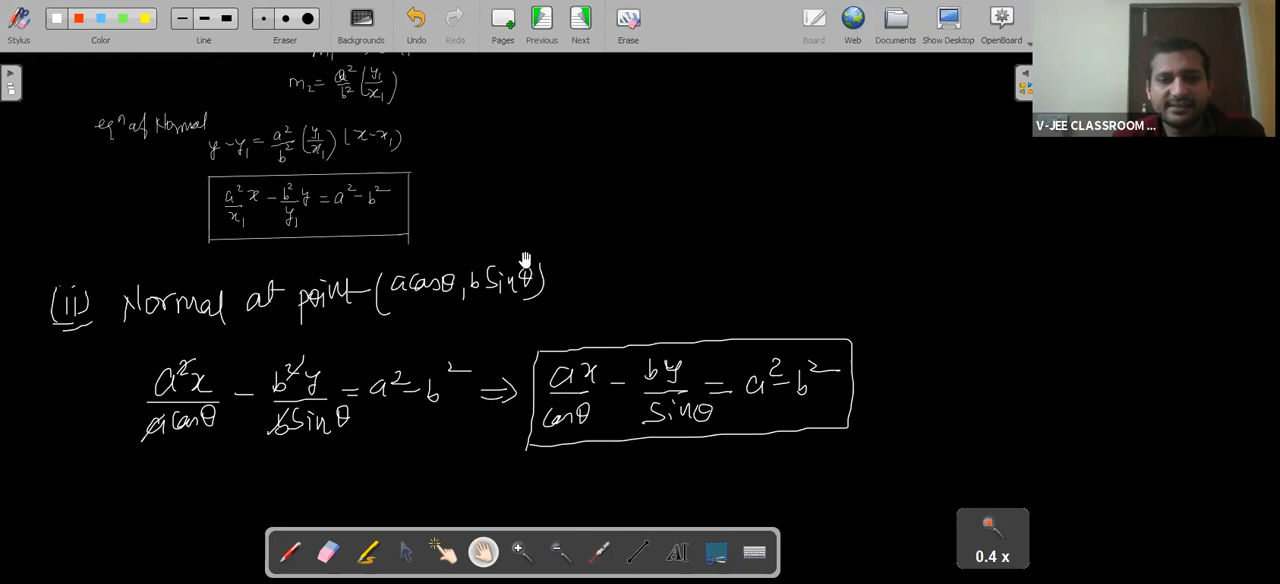 Stylus Color Line Eraser Backgrounds Undo Redo Pages Previous Next Erase Board Web Documents Show Desktop OpenBoard
V-JEE CLASSROOM ...
m₂ = a²/b² (y₁/x₁)
eqⁿ of Normal
y - y₁ = a²/b² (y₁/x₁) (x - x₁)
a²/x₁ x - b²/y₁ y = a² - b²
(ii) Normal at point (a cosθ, b sinθ)
a²x/a cosθ - b²y/b sinθ = a² - b² ⇒ ax/cosθ - by/sinθ = a² - b²
0.4 x